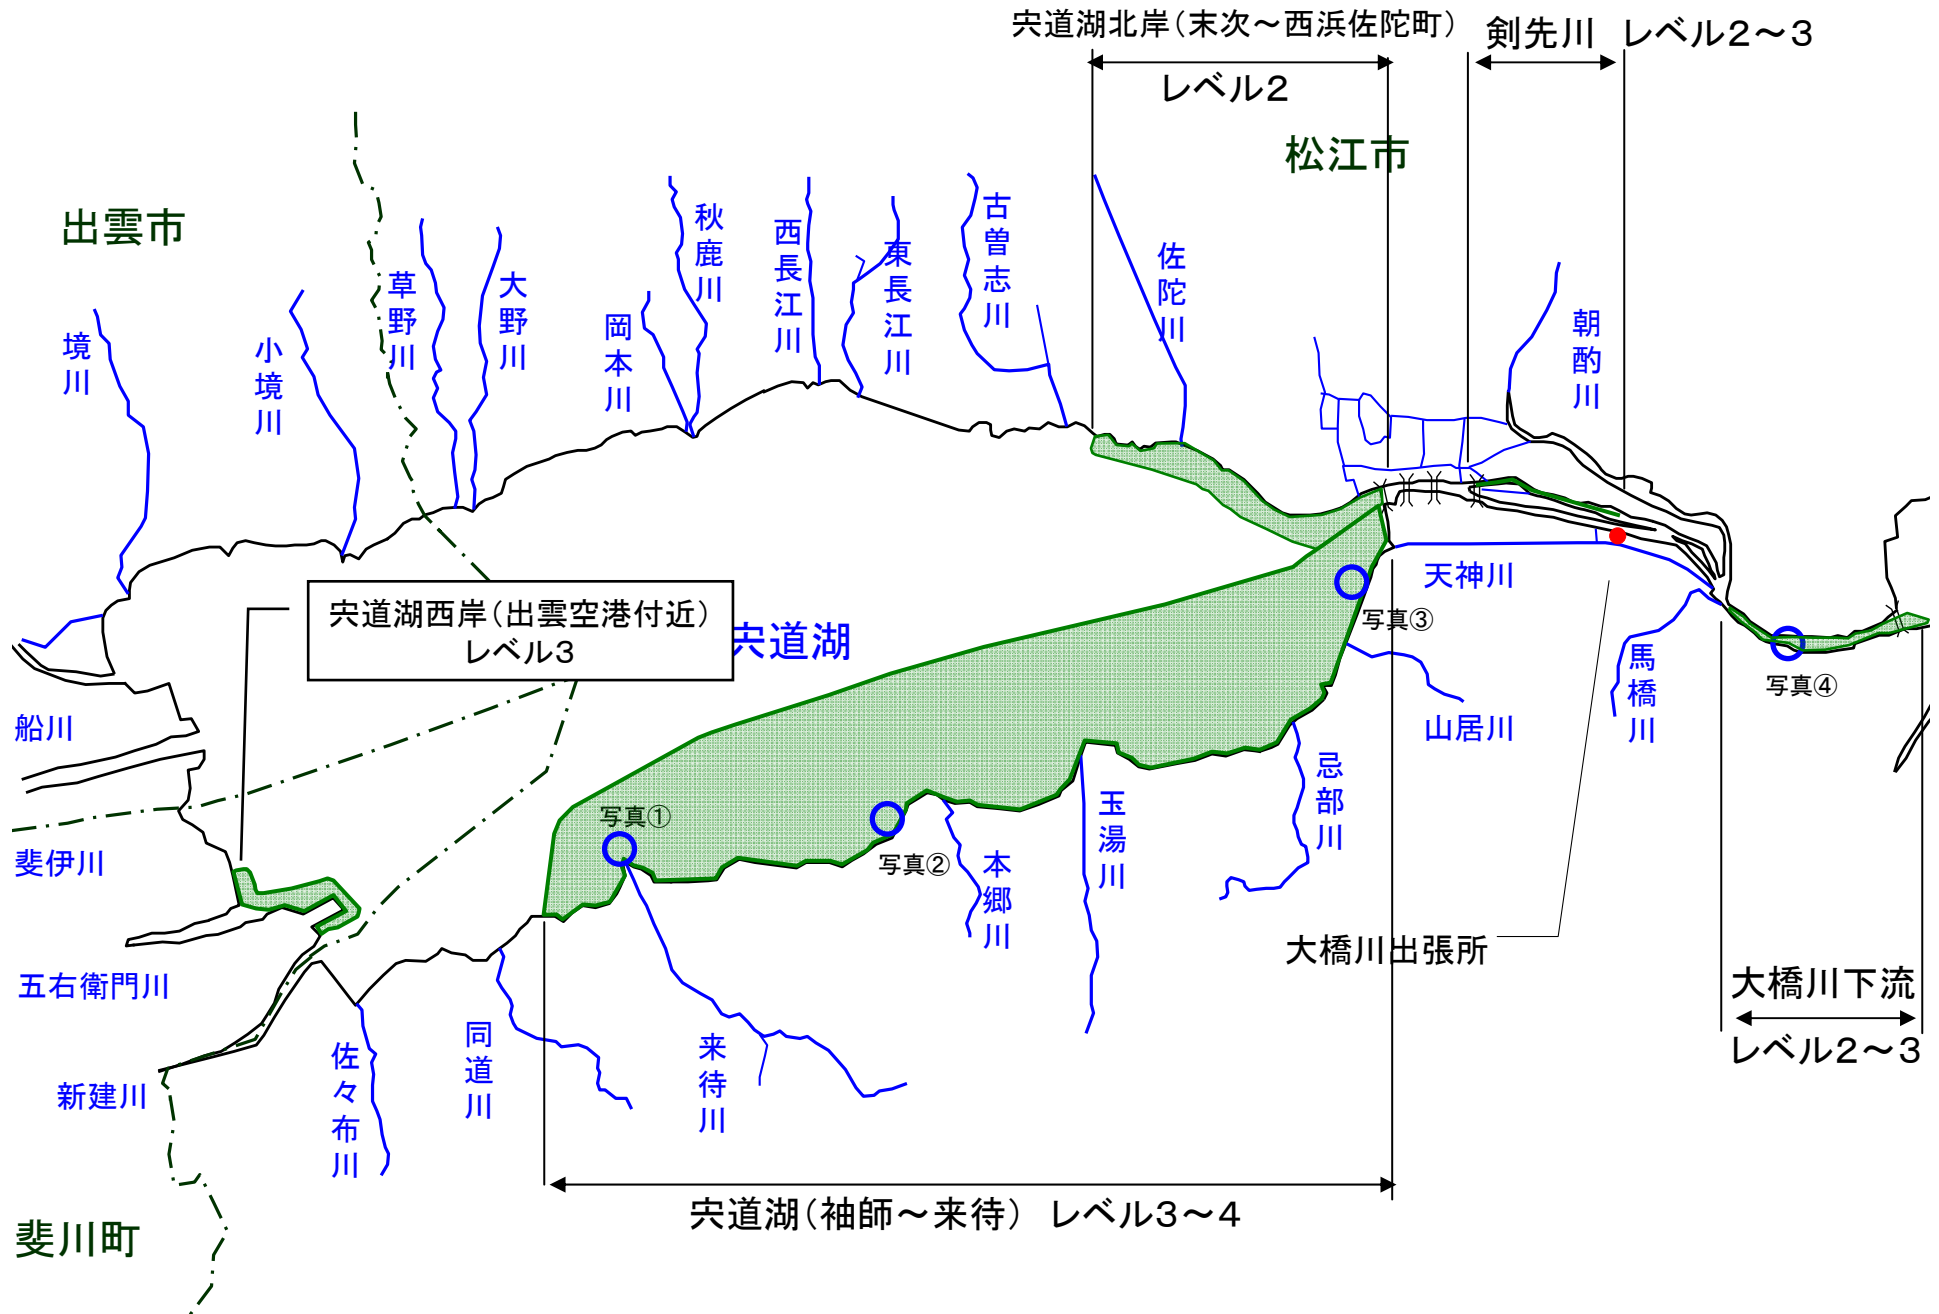 宍道湖北岸（末次～西浜佐陀町）
レベル２
剣先川　レベル２～３
松江市
出雲市
境川
小境川
草野川
大野川
岡本川
秋鹿川
西長江川
東長江川
古曽志川
佐陀川
朝酌川
宍道湖西岸（出雲空港付近）
レベル３
宍道湖
天神川
写真③
写真④
馬橋川
山居川
忌部川
玉湯川
本郷川
写真①
写真②
船川
斐伊川
五右衛門川
新建川
佐々布川
同道川
来待川
大橋川出張所
大橋川下流
レベル２～３
宍道湖（袖師～来待）　レベル３～４
斐川町